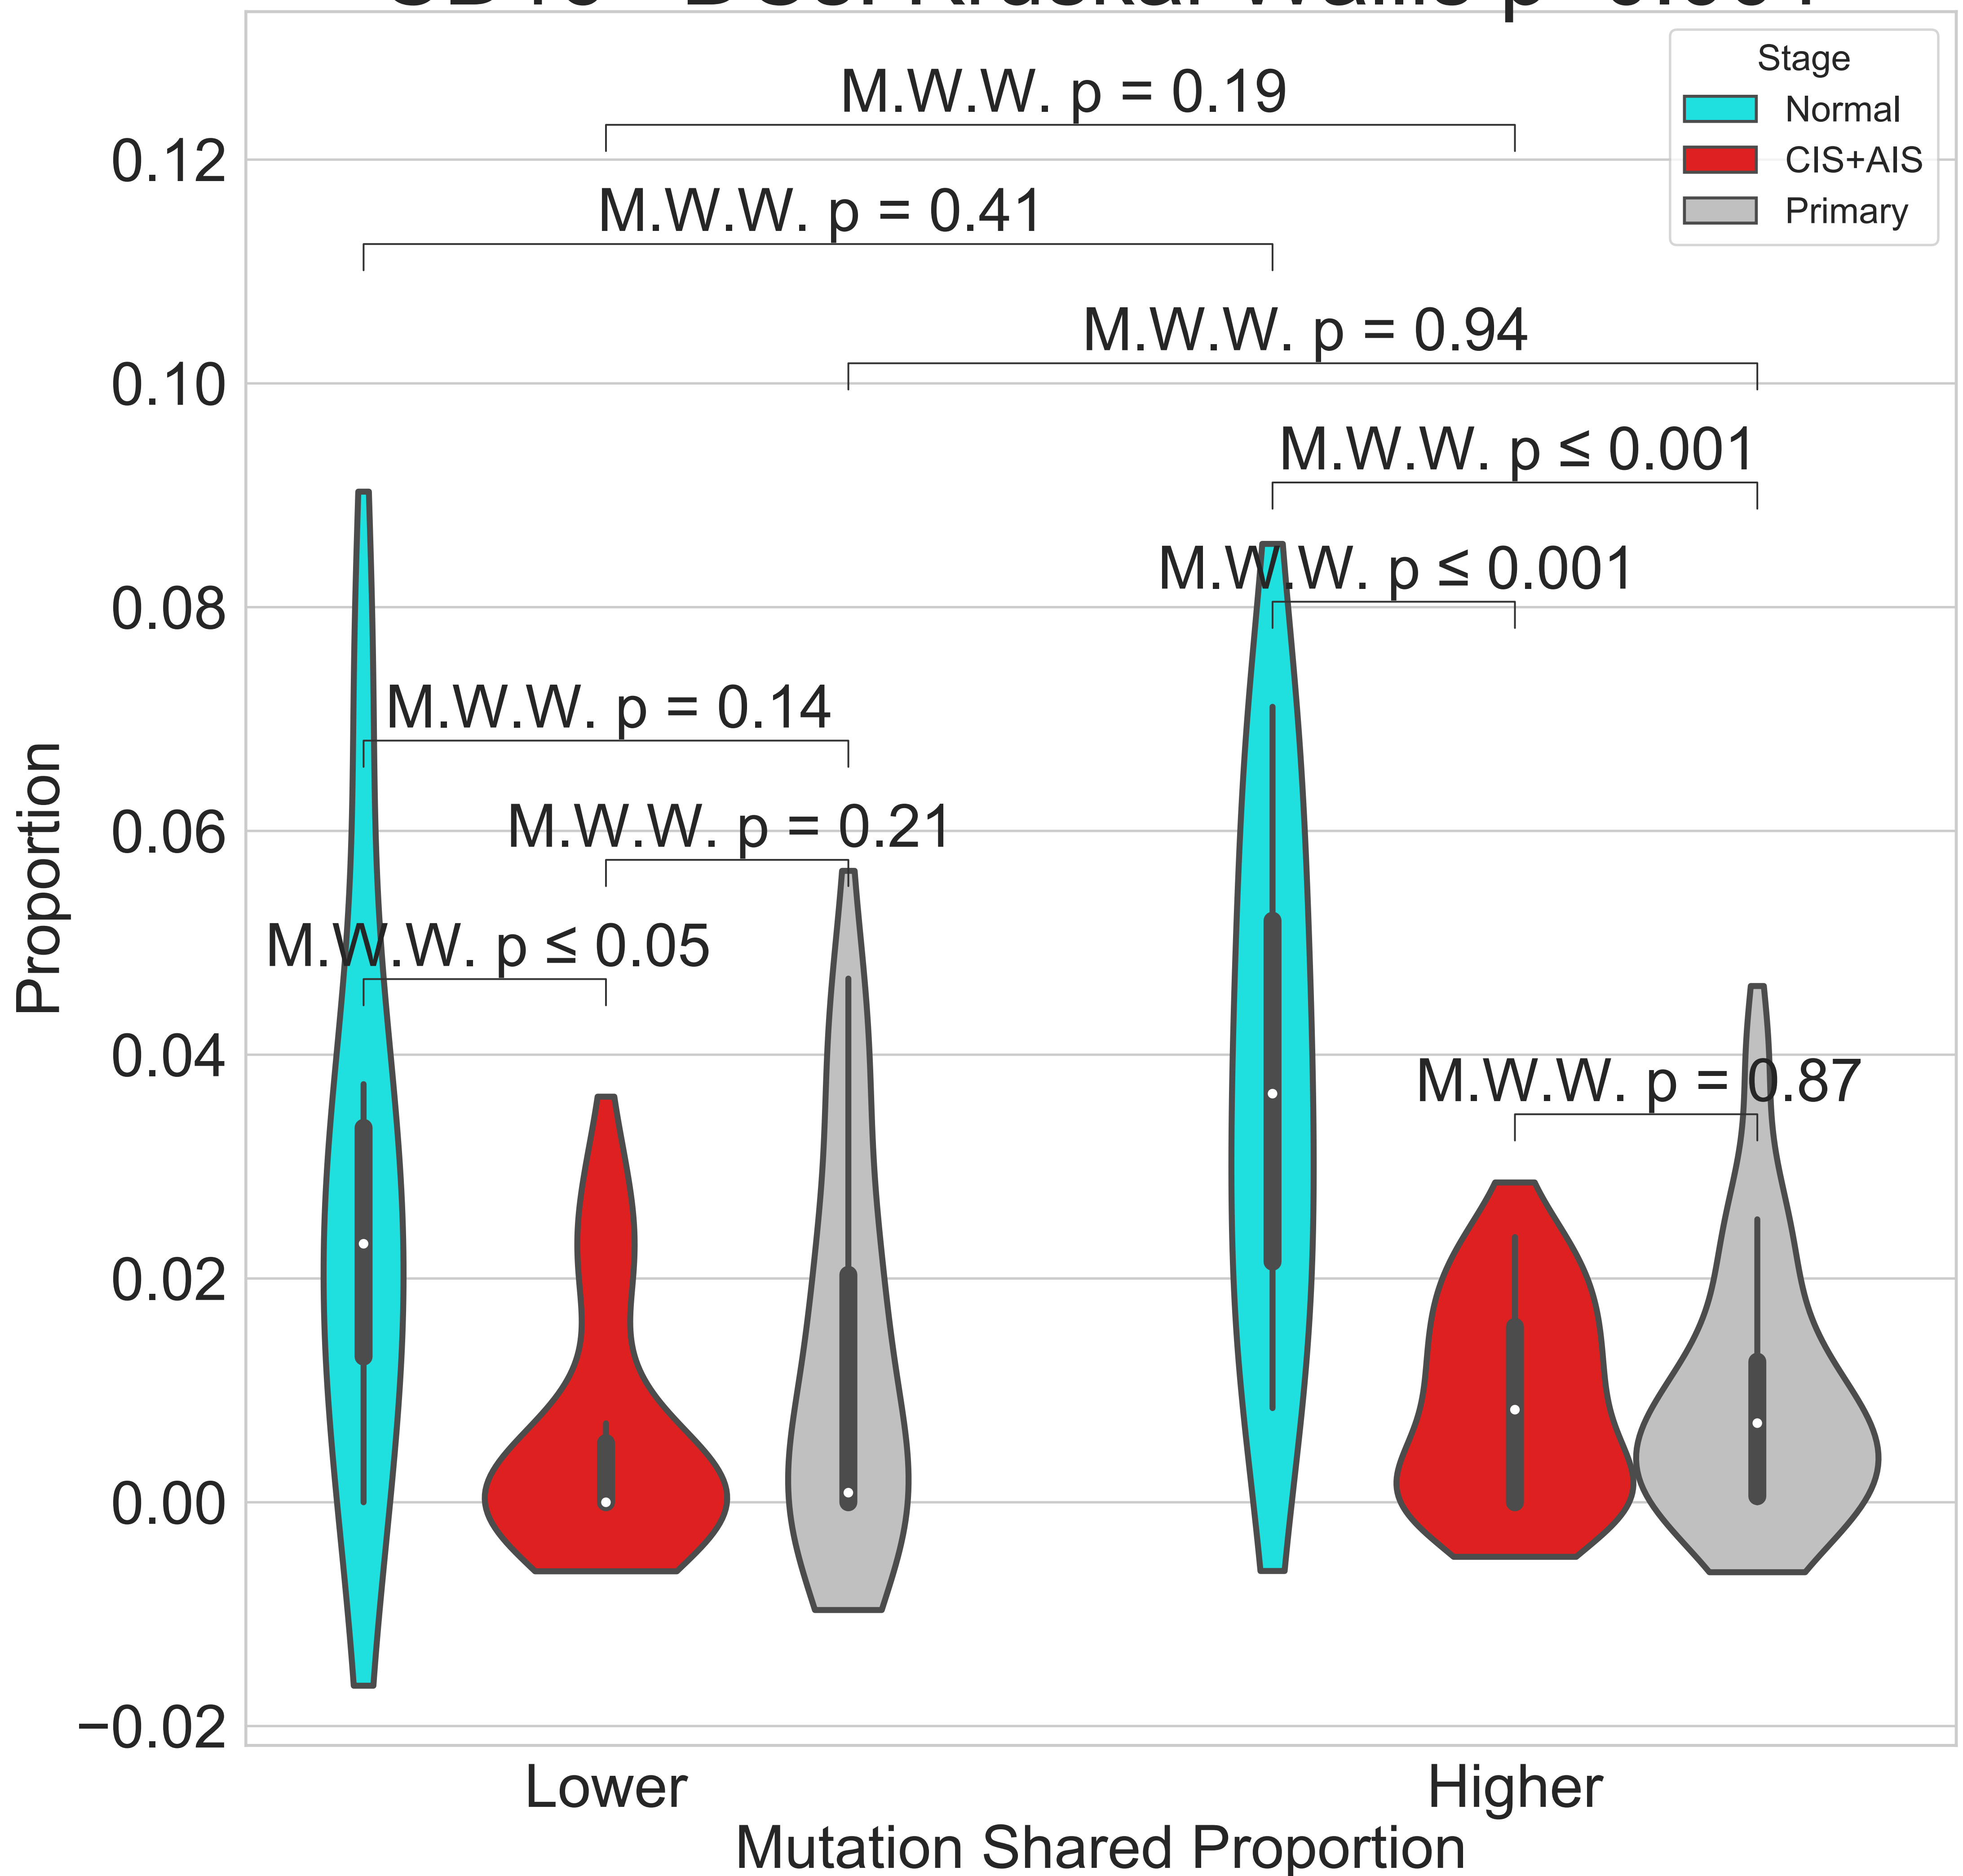 Stage
Normal
CIS+AIS
Primary
M.W.W. p = 0.19
M.W.W. p = 0.41
M.W.W. p = 0.94
M.W.W. p ≤ 0.001
M.W.W. p ≤ 0.001
M.W.W. p = 0.14
M.W.W. p = 0.21
M.W.W. p ≤ 0.05
M.W.W. p = 0.87
0.12
0.10
0.08
0.06
0.04
0.02
0.00
−0.02
Proportion
Lower
Higher
Mutation Shared Proportion